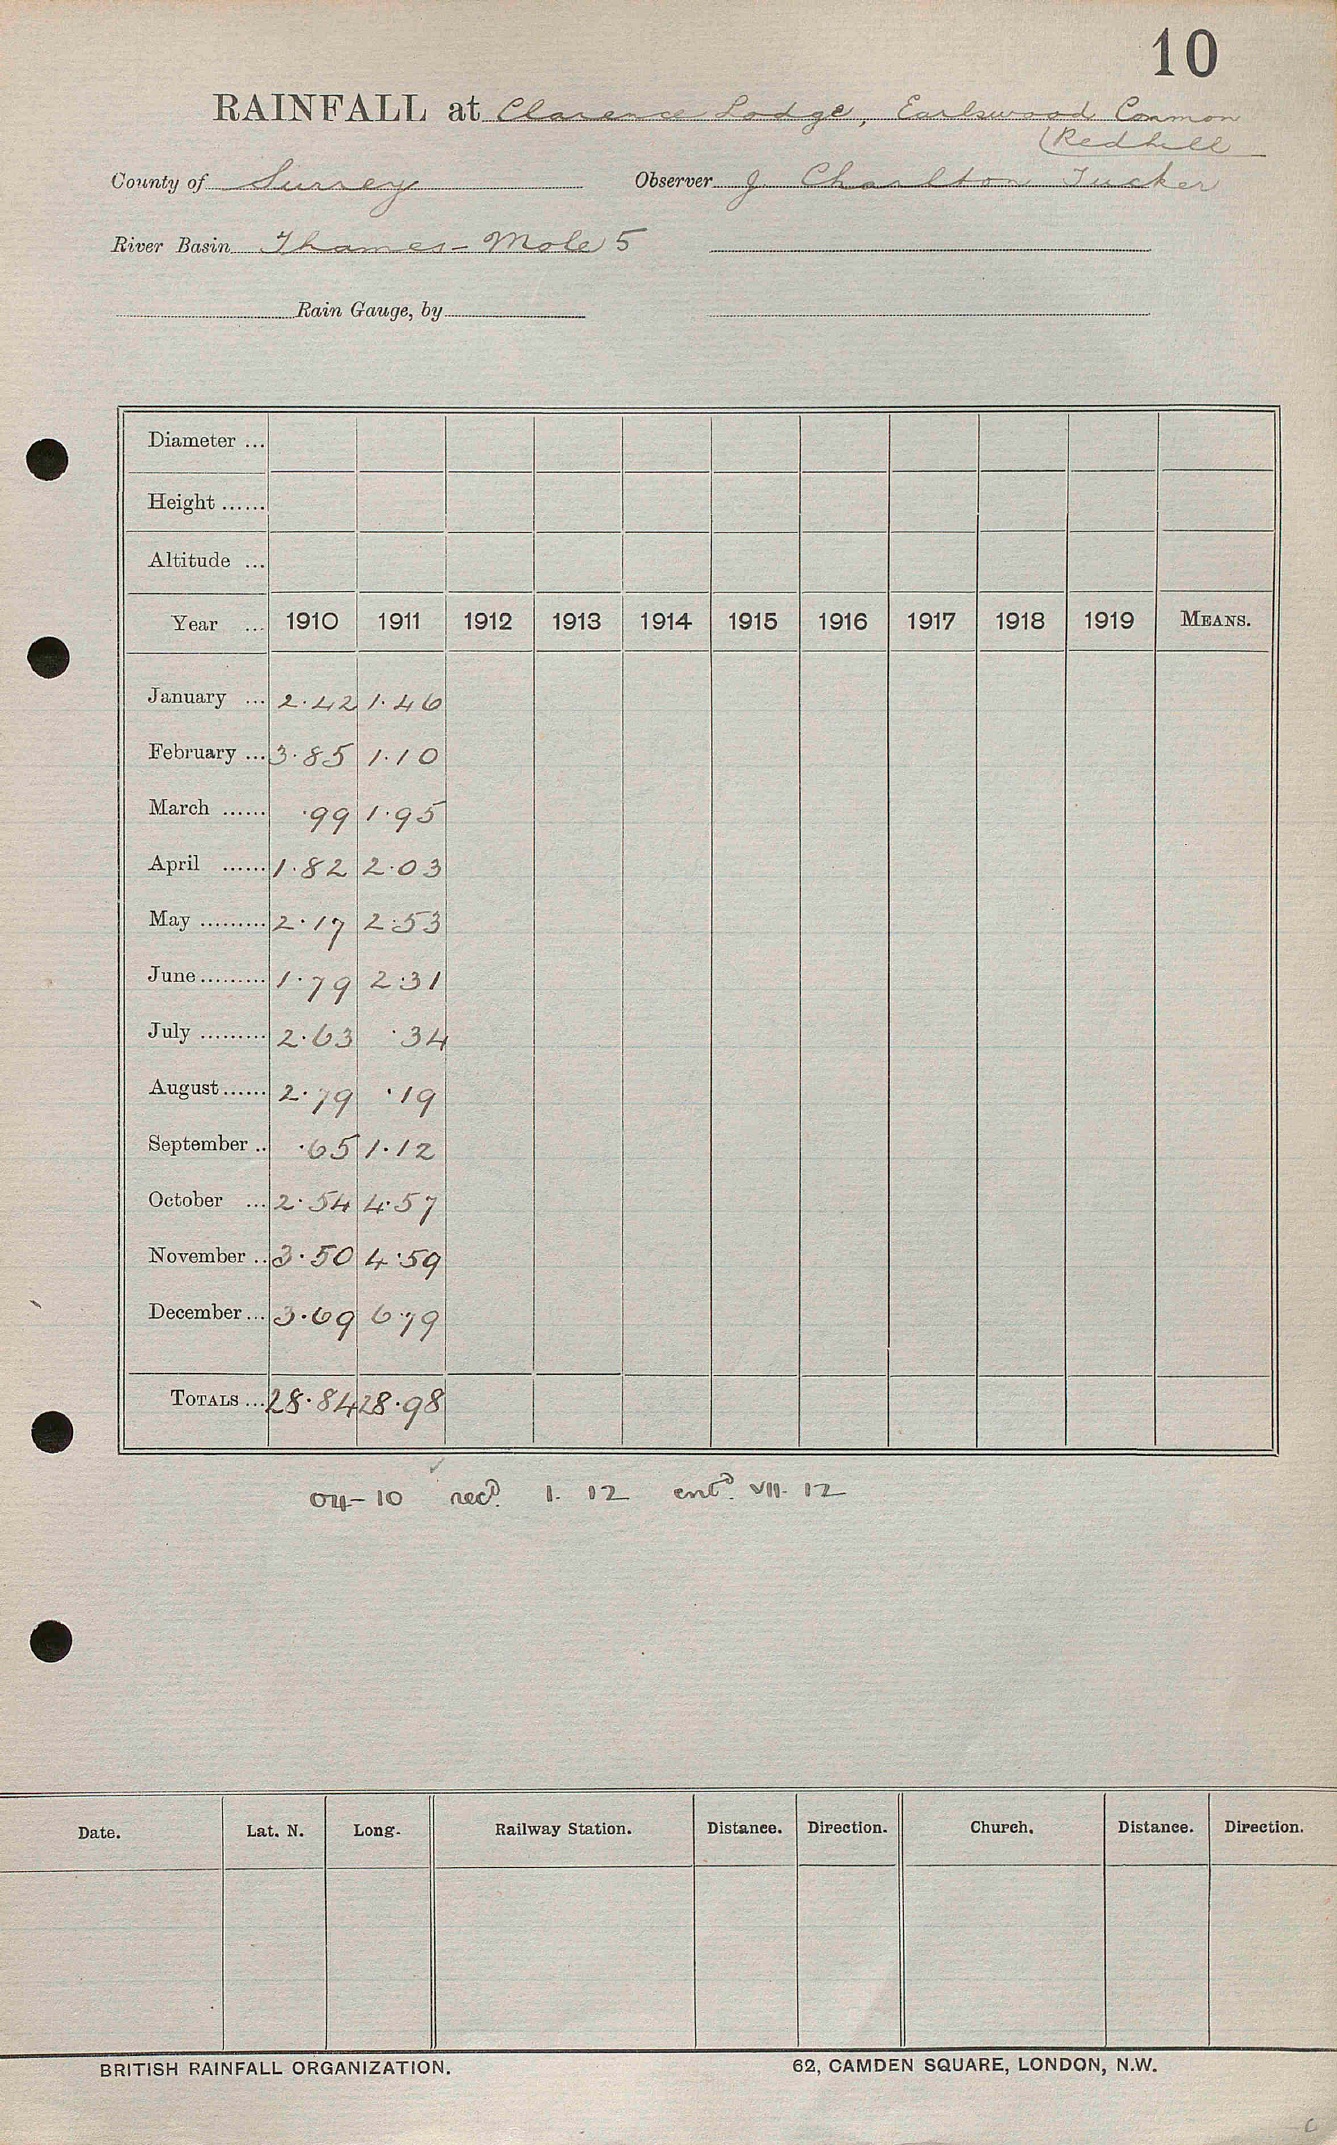 10
RAINFALL at Clarence Lodge, Earlswood Common
(Redhill
County of Surrey Observer J. Charlton Tucker
River Basin Thames - Mole 5
Rain Gauge, by
Diameter ...
Height ......
Altitude ...
Year ... 1910 1911 1912 1913 1914 1915 1916 1917 1918 1919 MEANS.
January ... 2.42 1.46
February ... 3.85 1.10
March ...... .99 1.95
April ...... 1.82 2.03
May ......... 2.17 2.53
June ......... 1.79 2.31
July ......... 2.63 .34
August ...... 2.79 .19
September .. .65 1.12
October ... 2.54 4.57
November .. 3.50 4.59
December ... 3.69 6.79
TOTALS ... 28.84 28.98
04-10 recd. 1. 12 entd. VII. 12
Date. Lat. N. Long. Railway Station. Distance. Direction. Church. Distance. Direction.
BRITISH RAINFALL ORGANIZATION. 62, CAMDEN SQUARE, LONDON, N.W.
c